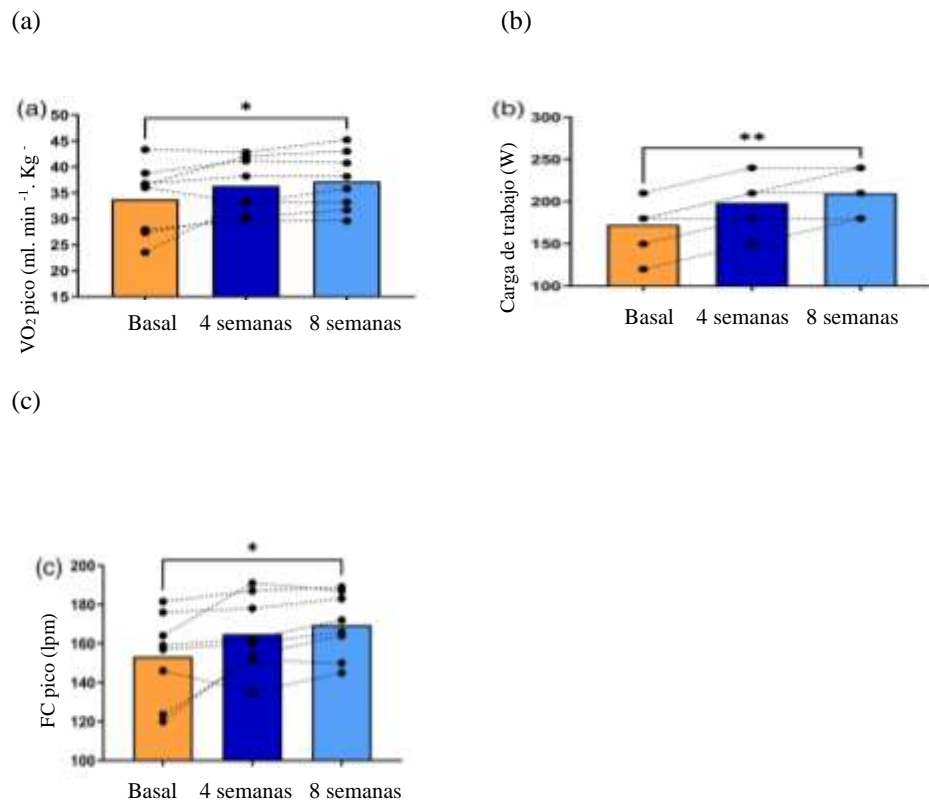 (a)
(b)
(a)
VO₂ pico (ml. min ⁻¹. Kg ⁻
50
45
40
35
30
25
20
15
*
Basal 4 semanas 8 semanas
(b)
Carga de trabajo (W)
300
250
200
150
100
**
Basal 4 semanas 8 semanas
(c)
(c)
FC pico (lpm)
200
180
160
140
120
100
*
Basal 4 semanas 8 semanas